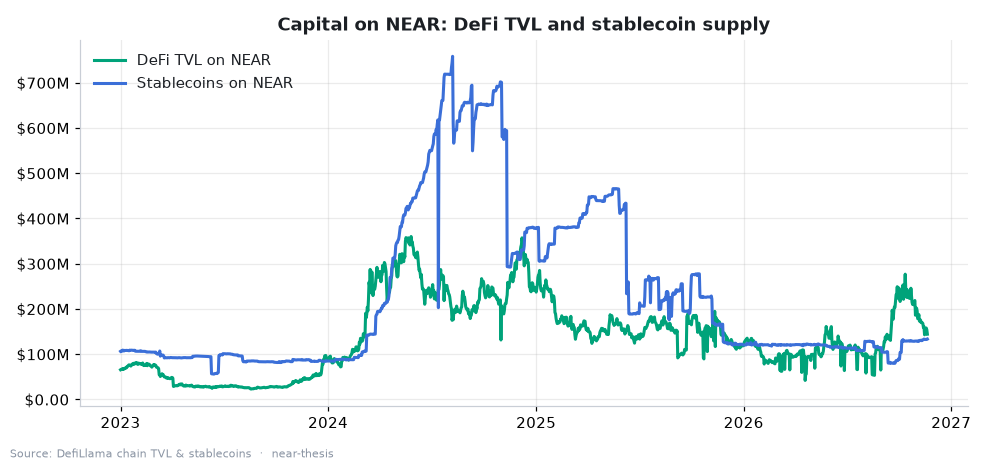 Capital on NEAR: DeFi TVL and stablecoin supply
DeFi TVL on NEAR
Stablecoins on NEAR
$700M
$600M
$500M
$400M
$300M
$200M
$100M
$0.00
2023 2024 2025 2026 2027
Source: DefiLlama chain TVL & stablecoins · near-thesis